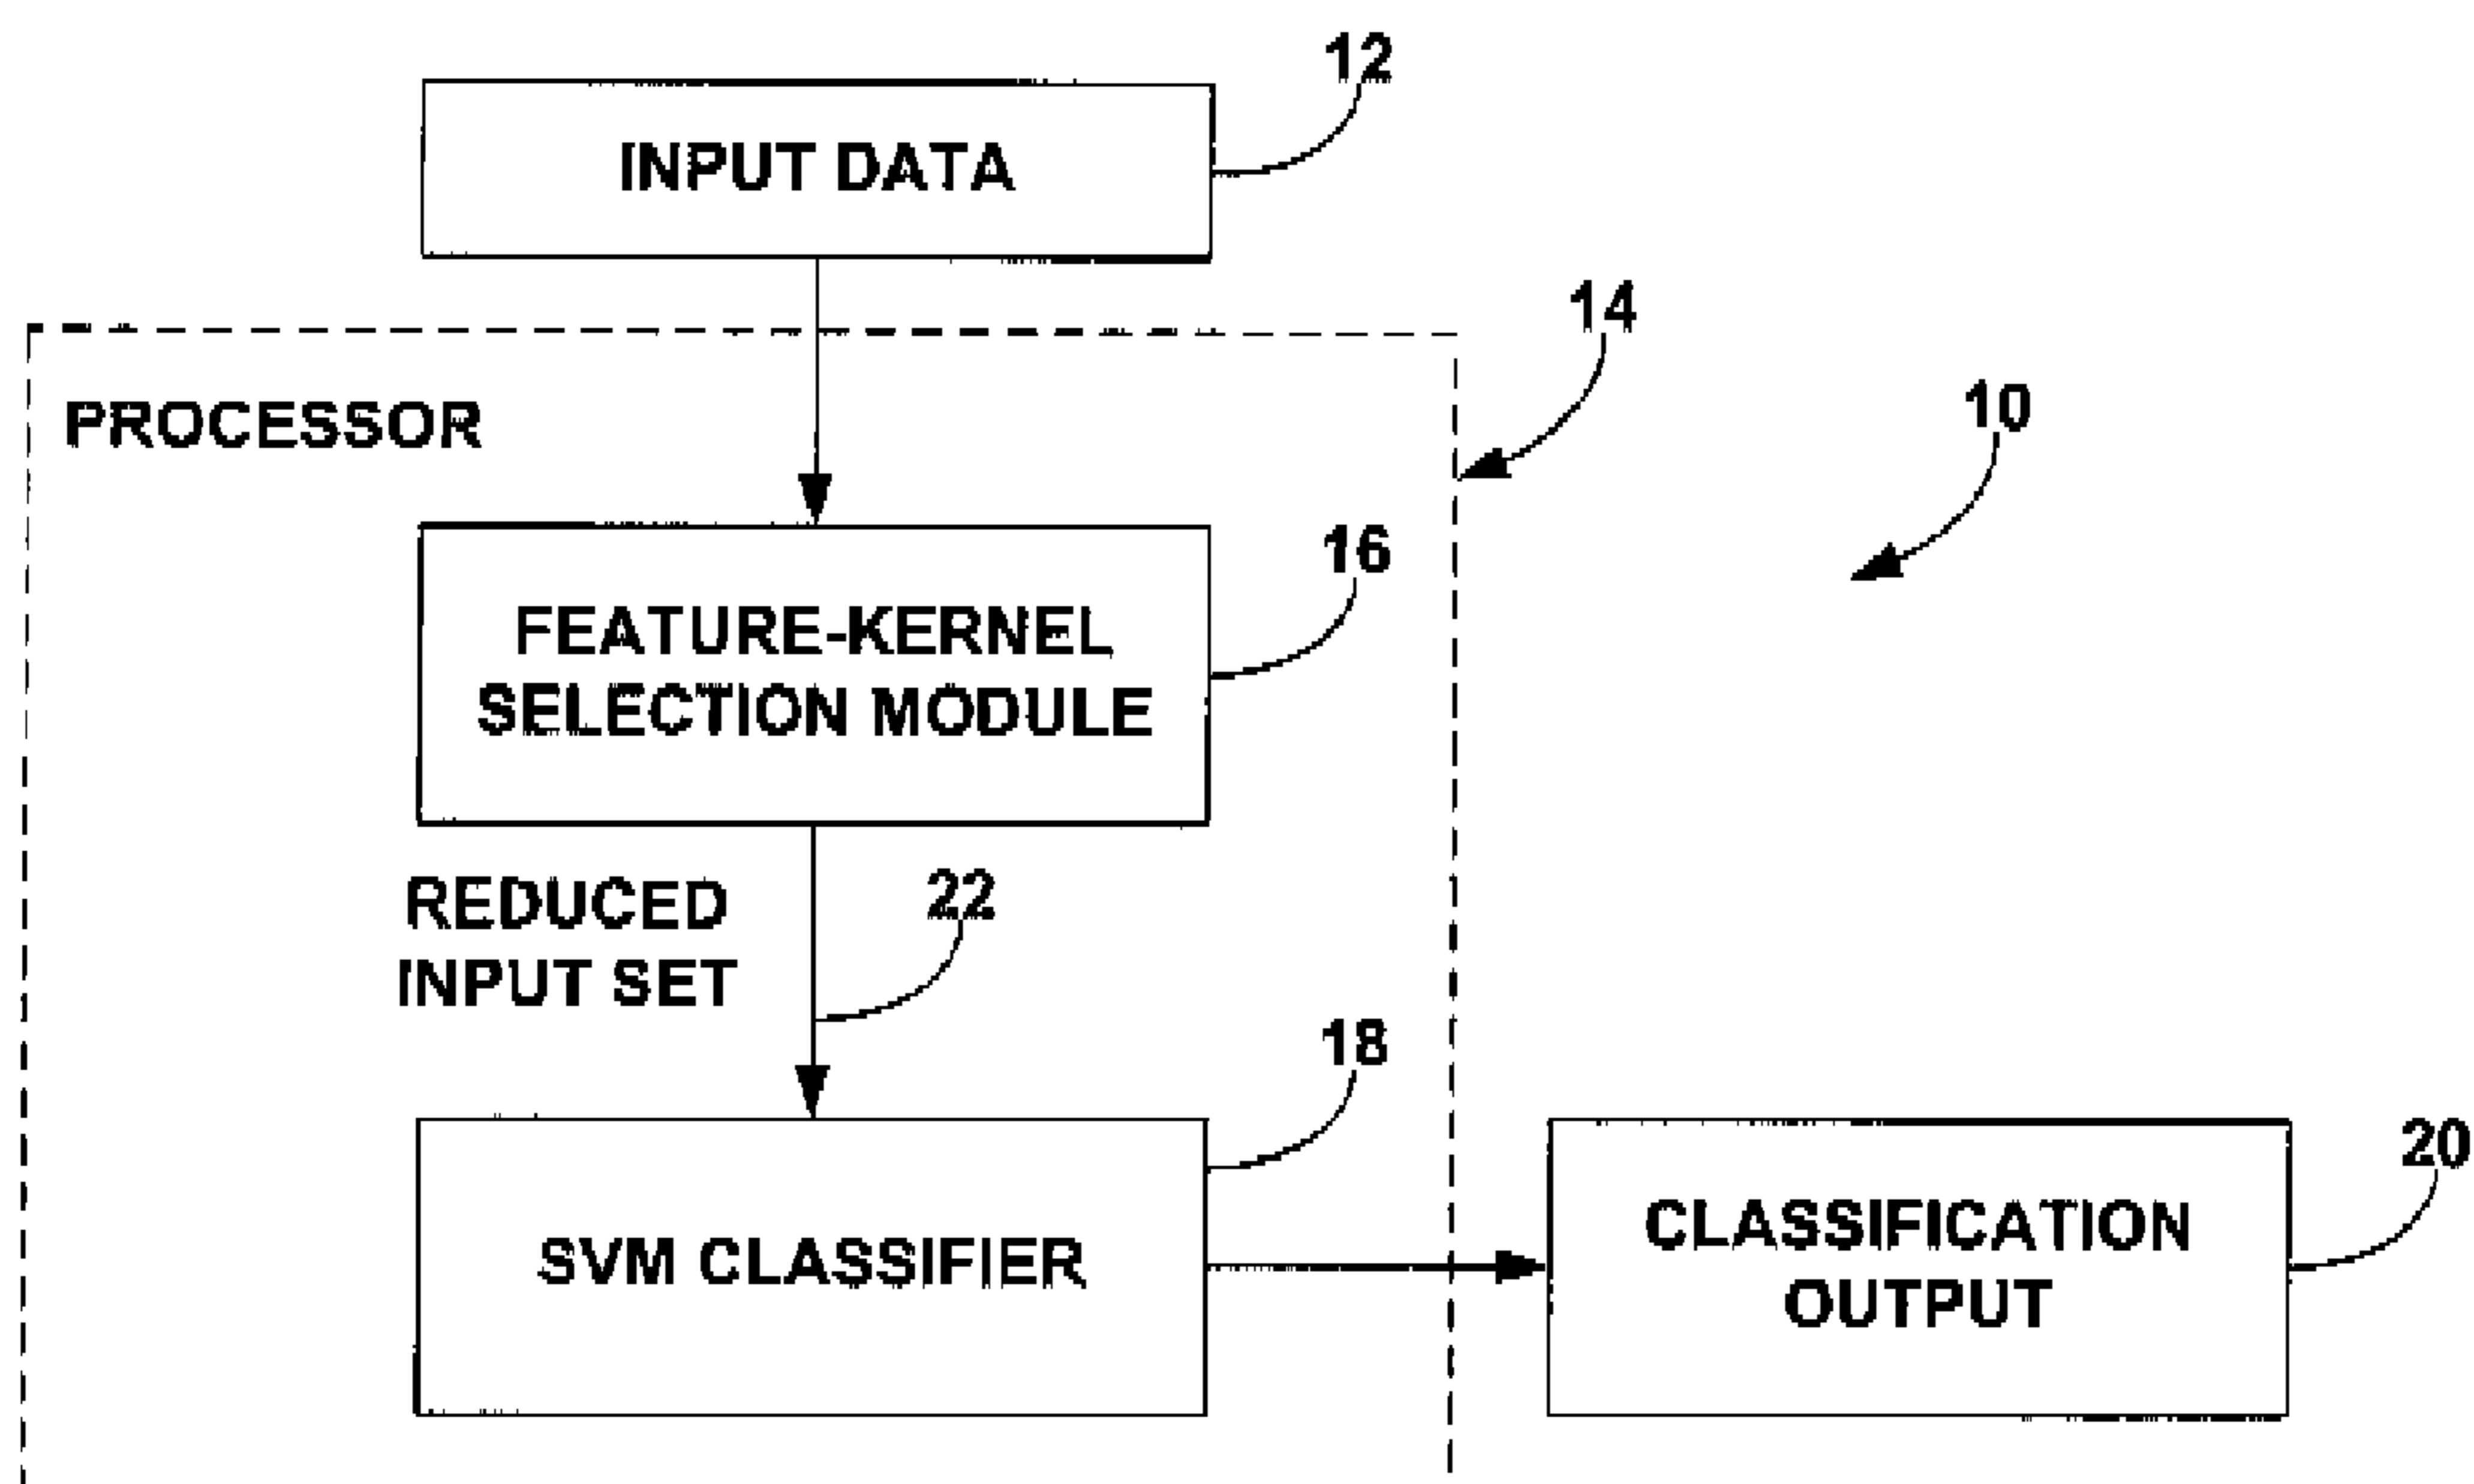 12
INPUT DATA
14
10
PROCESSOR
16
FEATURE-KERNEL
SELECTION MODULE
22
REDUCED
INPUT SET
18
20
CLASSIFICATION
OUTPUT
SVM CLASSIFIER